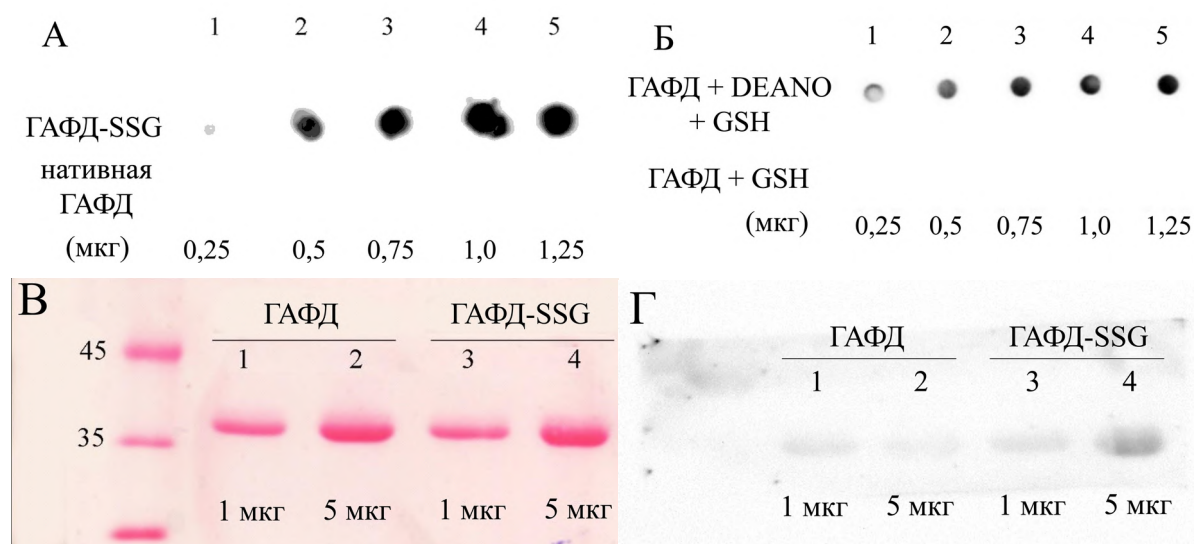 А 1 2 3 4 5
ГАФД-SSG
нативная
ГАФД
(мкг) 0,25 0,5 0,75 1,0 1,25
Б 1 2 3 4 5
ГАФД + DEANO
+ GSH
ГАФД + GSH
(мкг) 0,25 0,5 0,75 1,0 1,25
В
ГАФД ГАФД-SSG
45 1 2 3 4
35
1 мкг 5 мкг 1 мкг 5 мкг
Г
ГАФД ГАФД-SSG
1 2 3 4
1 мкг 5 мкг 1 мкг 5 мкг